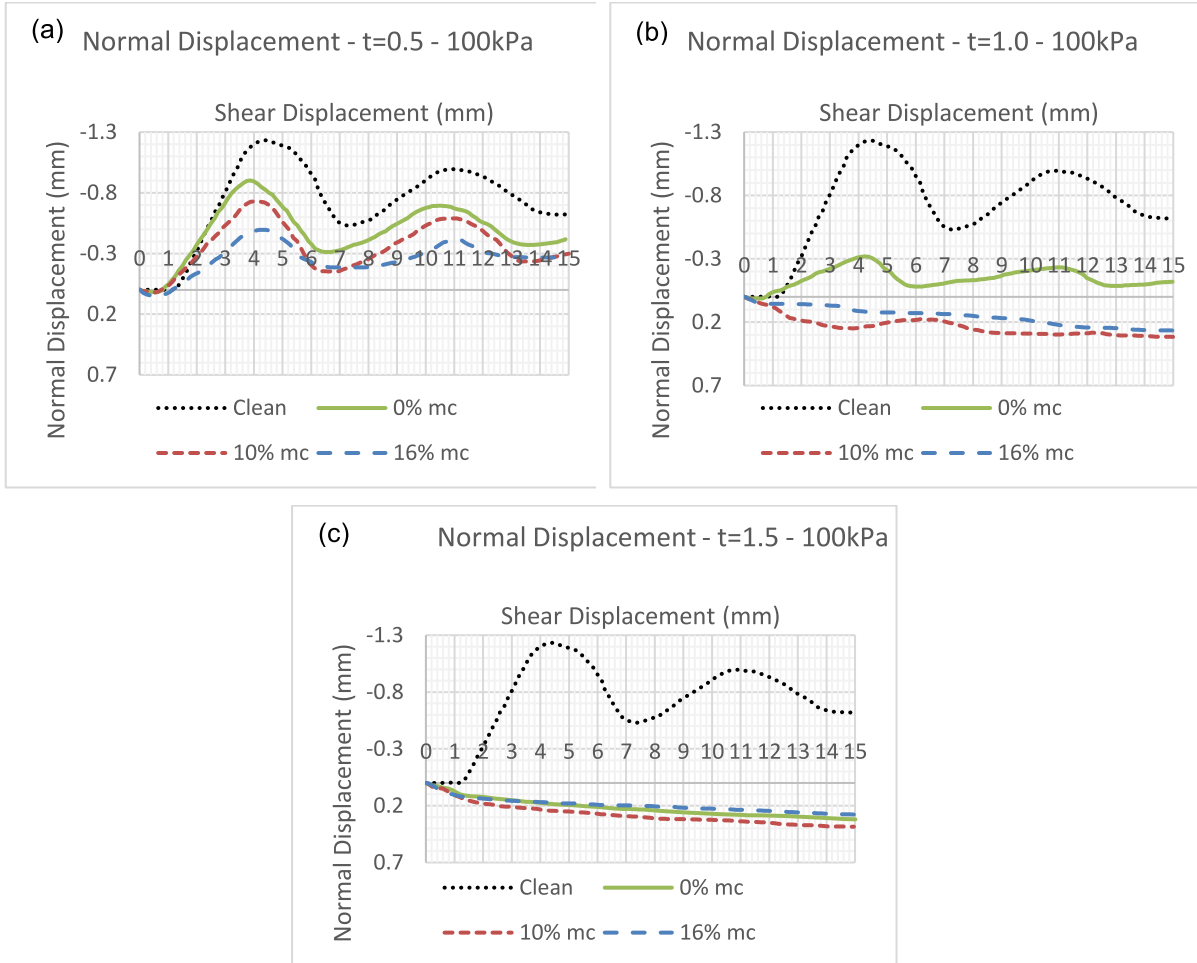 (a)
Normal Displacement - t=0.5 - 100kPa
Shear Displacement (mm)
Normal Displacement (mm)
-1.3
-0.8
-0.3
0.2
0.7
0 1 2 3 4 5 6 7 8 9 10 11 12 13 14 15
Clean 0% mc
10% mc 16% mc
(b)
Normal Displacement - t=1.0 - 100kPa
Shear Displacement (mm)
Normal Displacement (mm)
-1.3
-0.8
-0.3
0.2
0.7
0 1 2 3 4 5 6 7 8 9 10 11 12 13 14 15
Clean 0% mc
10% mc 16% mc
(c)
Normal Displacement - t=1.5 - 100kPa
Shear Displacement (mm)
Normal Displacement (mm)
-1.3
-0.8
-0.3
0.2
0.7
0 1 2 3 4 5 6 7 8 9 10 11 12 13 14 15
Clean 0% mc
10% mc 16% mc